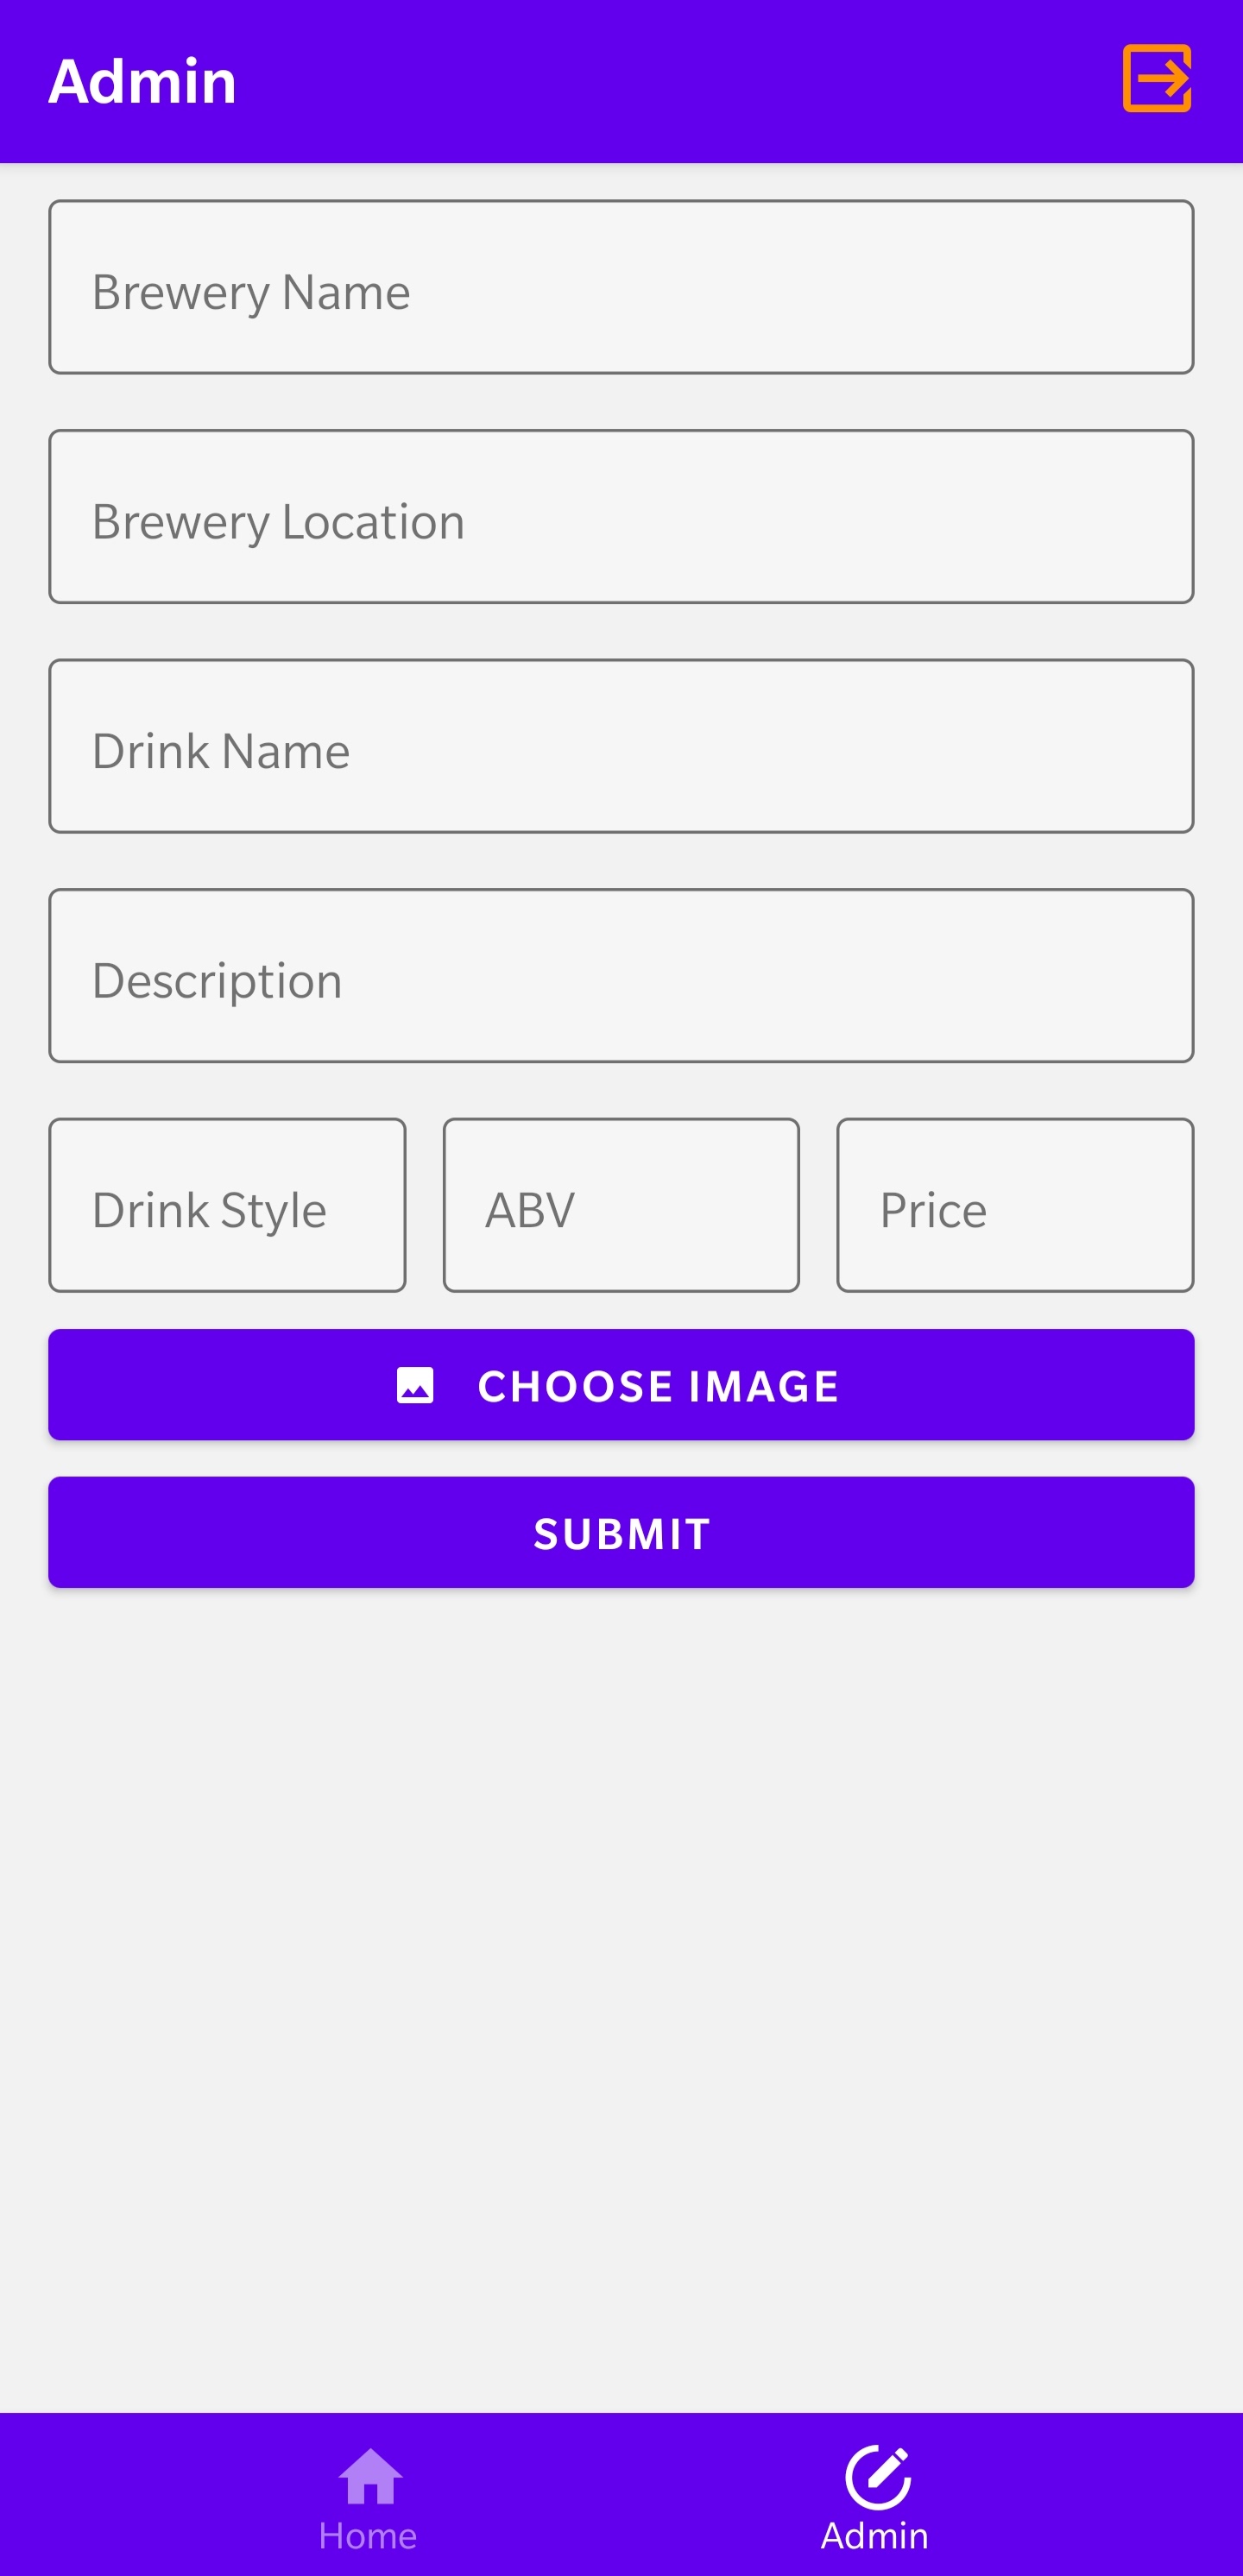 Admin
Brewery Name
Brewery Location
Drink Name
Description
Drink Style ABV Price
CHOOSE IMAGE
SUBMIT
Home Admin